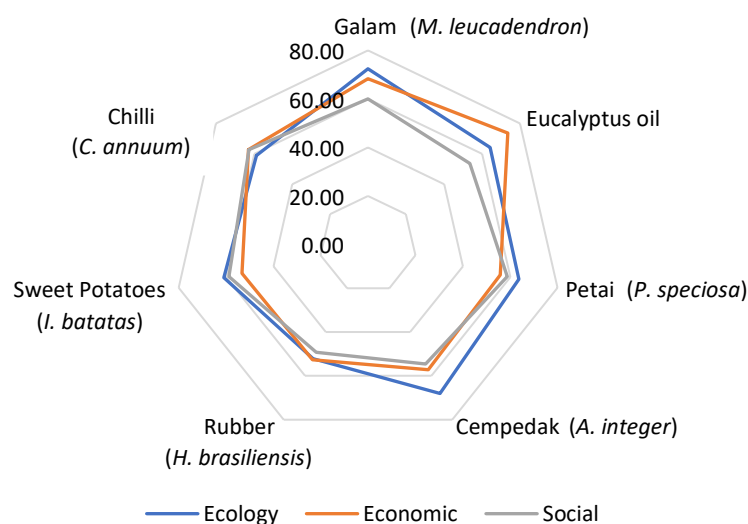 Galam (M. leucadendron)
80.00
60.00
40.00
20.00
0.00
Eucalyptus oil
Petai (P. speciosa)
Cempedak (A. integer)
Rubber
(H. brasiliensis)
Sweet Potatoes
(I. batatas)
Chilli
(C. annuum)
Ecology
Economic
Social